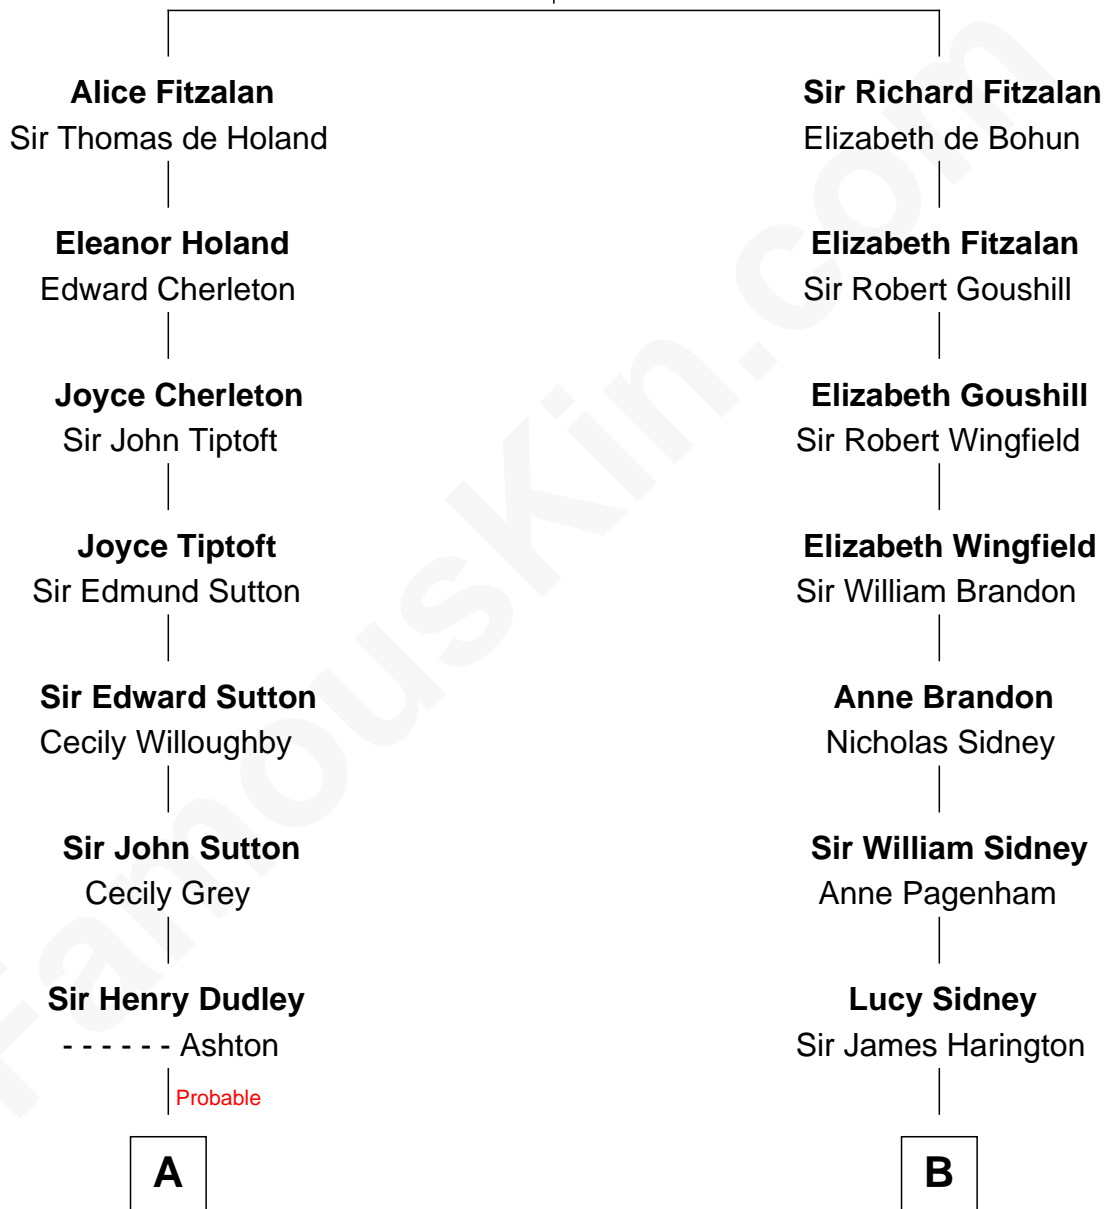 Alice Fitzalan
Sir Thomas de Holand
Eleanor Holand
Edward Cherleton
Joyce Cherleton
Sir John Tiptoft
Joyce Tiptoft
Sir Edmund Sutton
Sir Edward Sutton
Cecily Willoughby
Sir John Sutton
Cecily Grey
Sir Henry Dudley
- - - - - - Ashton
Probable
A
Sir Richard Fitzalan
Elizabeth de Bohun
Elizabeth Fitzalan
Sir Robert Goushill
Elizabeth Goushill
Sir Robert Wingfield
Elizabeth Wingfield
Sir William Brandon
Anne Brandon
Nicholas Sidney
Sir William Sidney
Anne Pagenham
Lucy Sidney
Sir James Harington
B
FamousKin.com